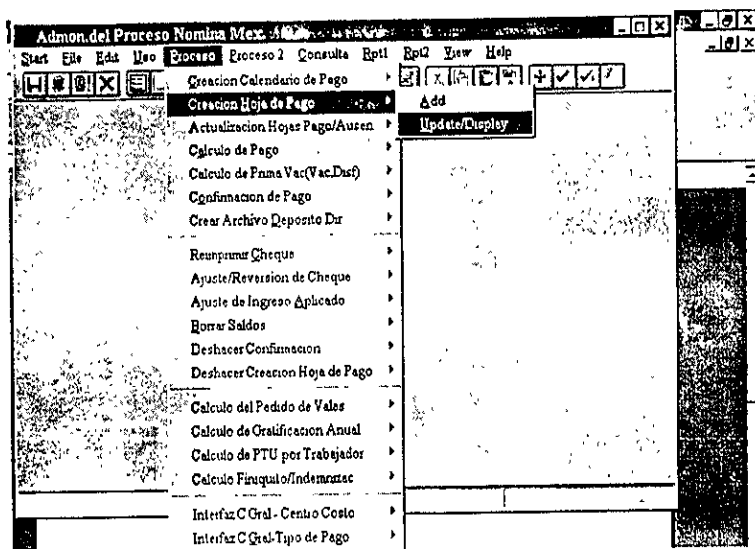 Admon.del Proceso Nomina Mex.
Start File Edit Uso Proceso Proceso 2 Consulta Rpt1 Rpt2 View Help
Creacion Calendario de Pago
Creacion Hoja de Pago
Add
Actualizacion Hojas Pago/Ausen
Update/Display
Calculo de Pago
Calculo de Prima Vac(Vac.Disf)
Confirmacion de Pago
Crear Archivo Deposito Dir
Reimprimir Cheque
Ajuste/Reversion de Cheque
Ajuste de Ingreso Aplicado
Borrar Saldos
Deshacer Confirmacion
Deshacer Creacion Hoja de Pago
Calculo del Pedido de Vales
Calculo de Gratificacion Anual
Calculo de PTU por Trabajador
Calculo Finiquito/Indemnizac
Interfaz C Gral - Centro Costo
Interfaz C Gral-Tipo de Pago